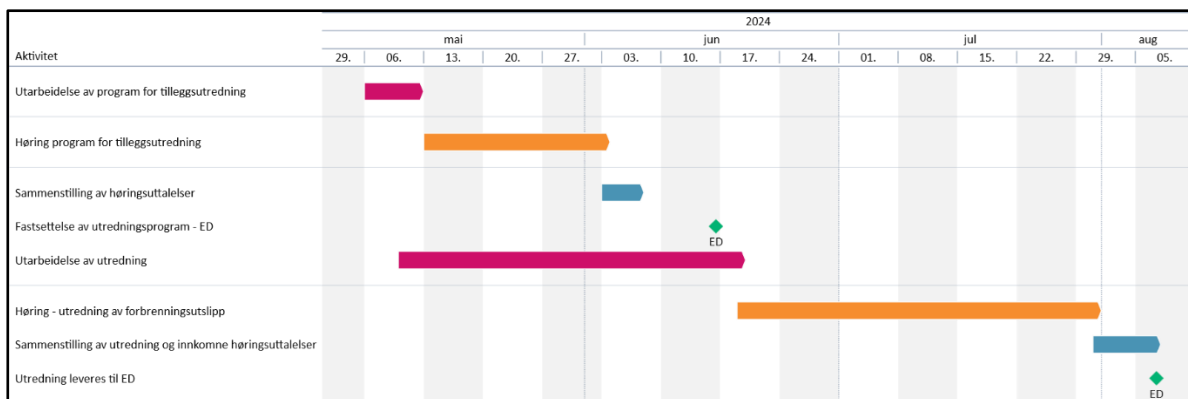 2024
mai jun jul aug
Aktivitet 29. 06. 13. 20. 27. 03. 10. 17. 24. 01. 08. 15. 22. 29. 05.
Utarbeidelse av program for tilleggsutredning
Høring program for tilleggsutredning
Sammenstilling av høringsuttalelser
Fastsettelse av utredningsprogram - ED
ED
Utarbeidelse av utredning
Høring - utredning av forbrenningsutslipp
Sammenstilling av utredning og innkomne høringsuttalelser
Utredning leveres til ED
ED